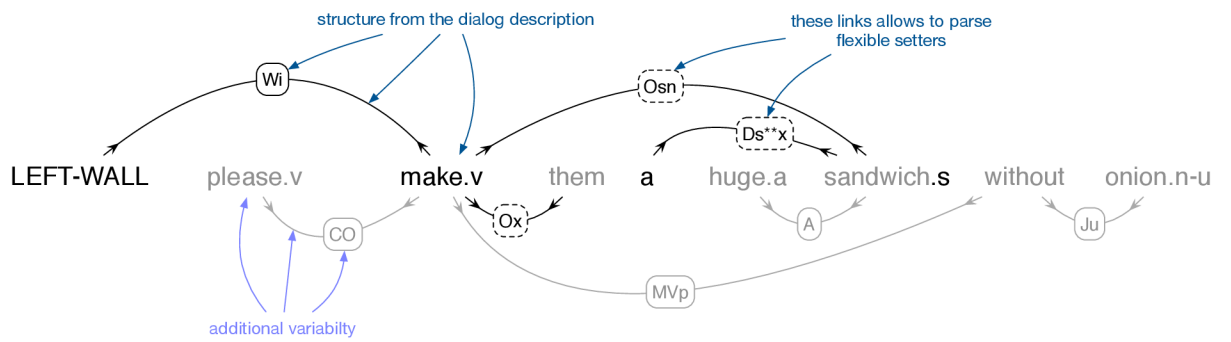 structure from the dialog description
these links allows to parse
flexible setters
Wi
Osn
Ds**x
LEFT-WALL please.v make.v them a huge.a sandwich.s without onion.n-u
Ox
A
Ju
CO
MVp
additional variabilty